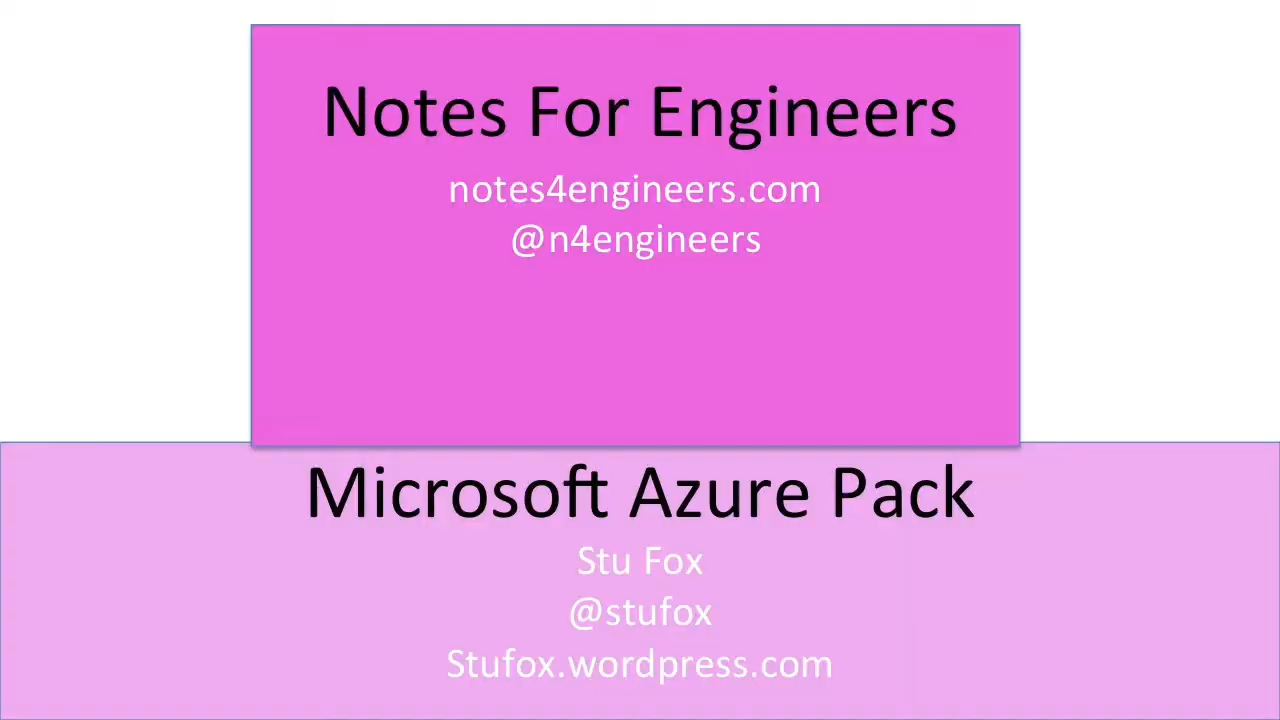 Notes For Engineers
notes4engineers.com
@n4engineers
Microsoft Azure Pack
Stu Fox
@stufox
Stufox.wordpress.com